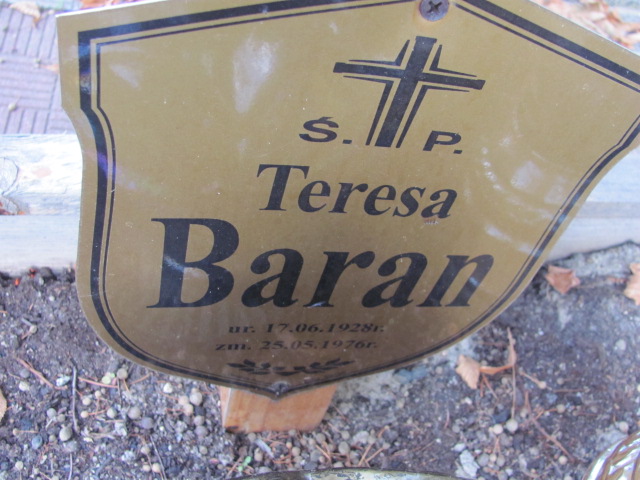 Ś. P.
Teresa
Baran
ur. 17.06.1928r.
zm. 25.05.1976r.